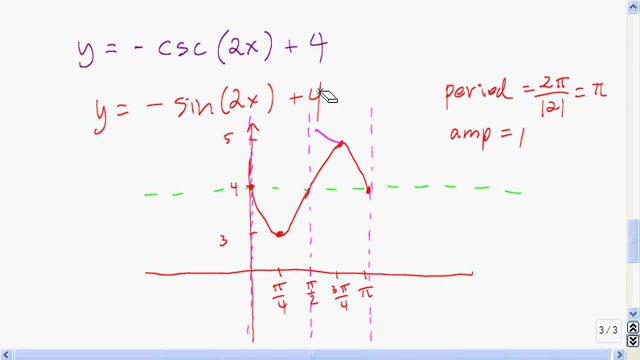 y = - csc(2x) + 4
y = - sin(2x) + 4
period = 2π/|2| = π
amp = 1
5
4
3
π/4 π/2 3π/4 π
3 / 3